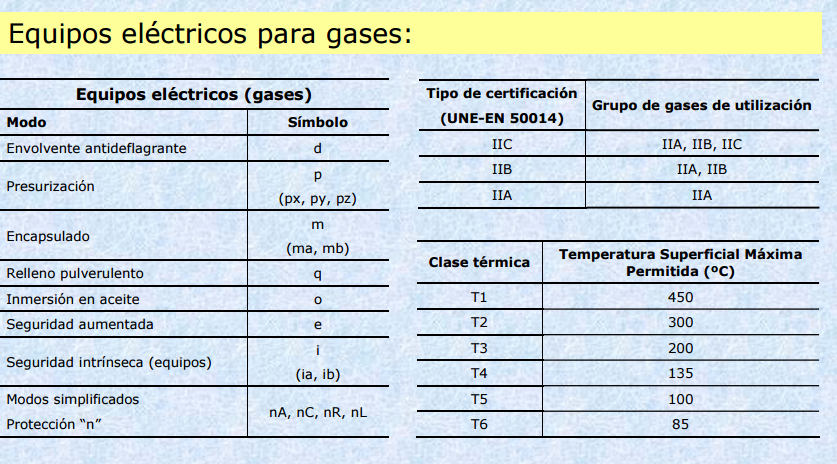 Equipos eléctricos para gases:
Equipos eléctricos (gases)
Modo Símbolo
Envolvente antideflagrante d
Presurización p
(px, py, pz)
Encapsulado m
(ma, mb)
Relleno pulverulento q
Inmersión en aceite o
Seguridad aumentada e
Seguridad intrínseca (equipos) i
(ia, ib)
Modos simplificados
Protección “n” nA, nC, nR, nL
Tipo de certificación
(UNE-EN 50014) Grupo de gases de utilización
IIC IIA, IIB, IIC
IIB IIA, IIB
IIA IIA
Clase térmica Temperatura Superficial Máxima
Permitida (ºC)
T1 450
T2 300
T3 200
T4 135
T5 100
T6 85